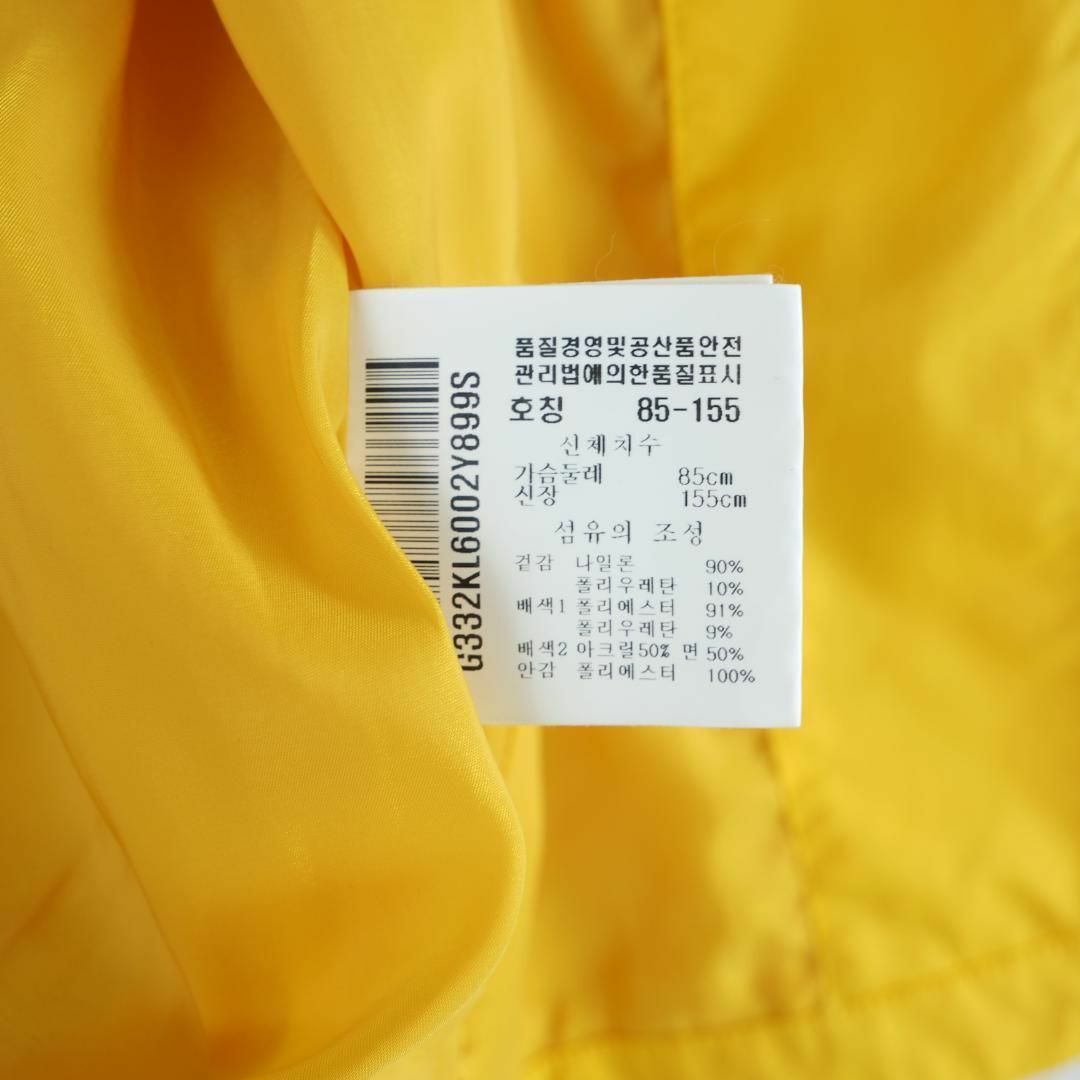 품질경영및공산품안전
관리법에의한품질표시
호칭 85-155
신체치수
가슴둘레 85cm
신장 155cm
섬유의 조성
겉감 나일론 90%
폴리우레탄 10%
배색1 폴리에스터 91%
폴리우레탄 9%
배색2 아크릴50% 면 50%
안감 폴리에스터 100%
G332KL6002Y899S